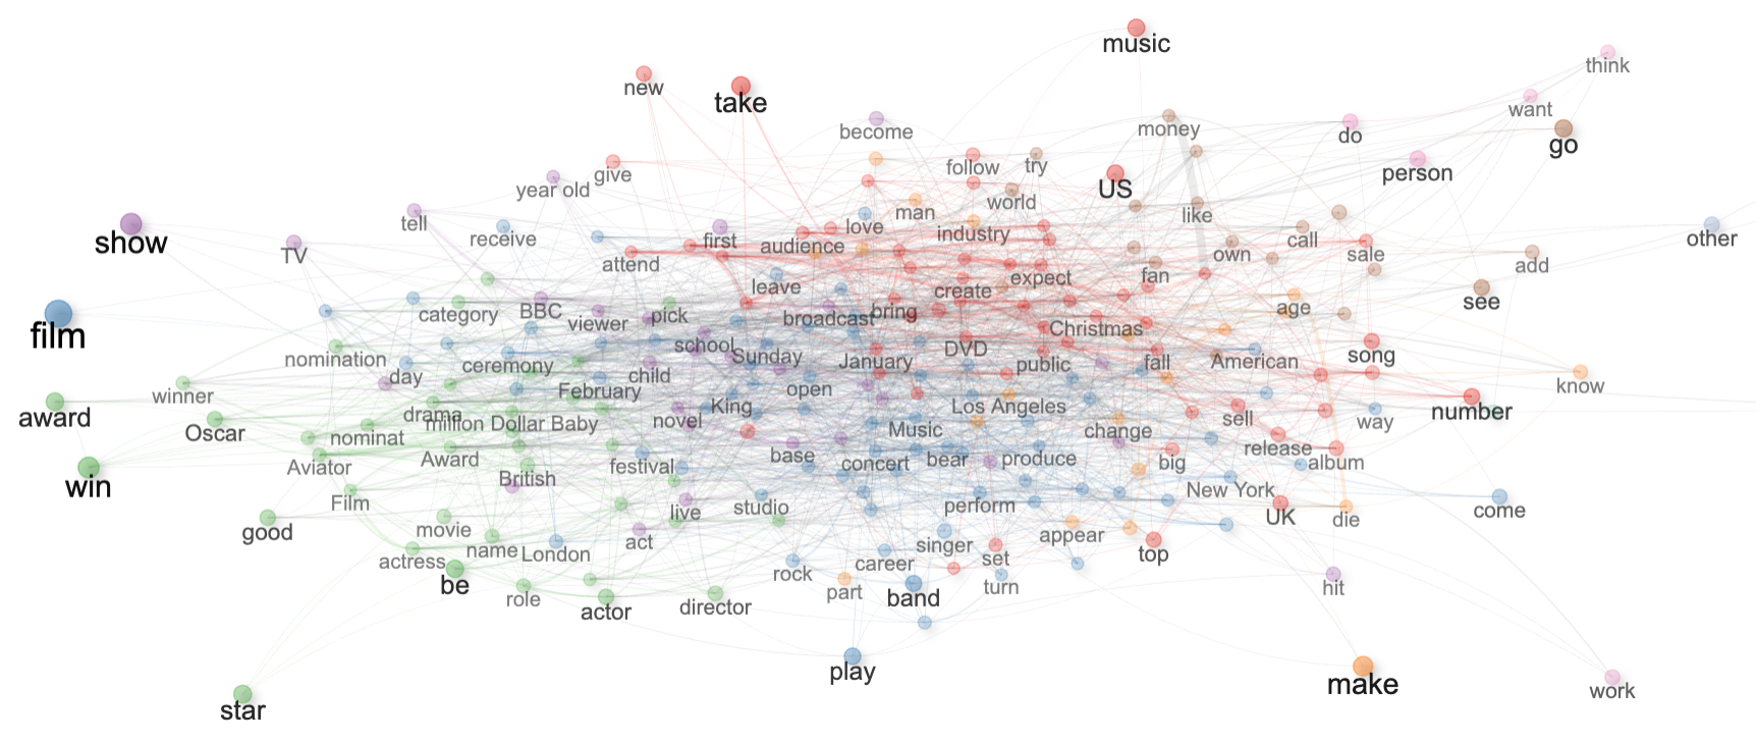 music
think
new
take
want
become
money
do
go
follow
try
person
give
year old
US
world
tell
man
like
show
receive
love
first
audience
industry
call
other
TV
attend
own
sale
add
expect
fan
leave
create
see
category
BBC
viewer
pick
broadcast
bring
age
film
Christmas
school
Sunday
January
DVD
public
fall
American
song
nomination
ceremony
day
child
February
open
know
winner
award
drama
King
Los Angeles
number
Oscar
nominat
million Dollar Baby
novel
Music
change
sell
way
Aviator
Award
British
festival
base
concert
bear
produce
big
release
album
win
Film
live
studio
perform
New York
UK
die
come
good
movie
name
London
act
singer
appear
top
actress
be
rock
career
set
turn
hit
role
actor
director
part
band
play
make
work
star